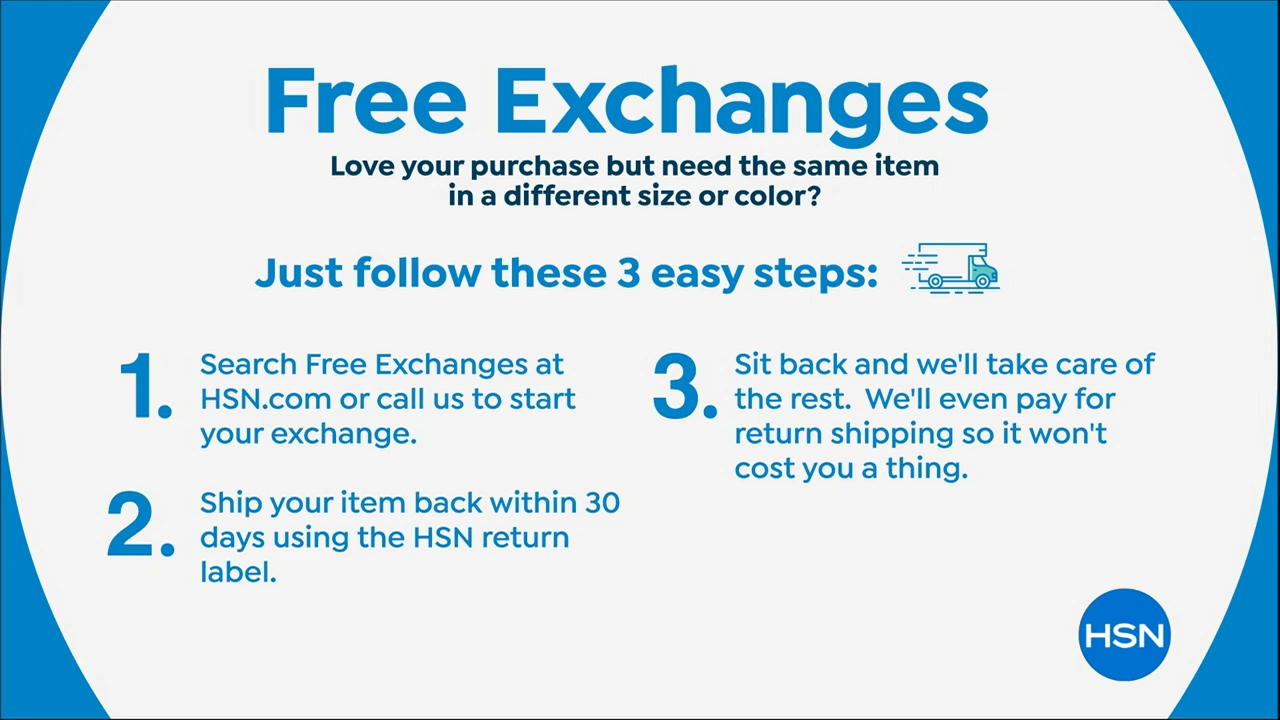 Free Exchanges
Love your purchase but need the same item
in a different size or color?
Just follow these 3 easy steps:
1. Search Free Exchanges at
HSN.com or call us to start
your exchange.
2. Ship your item back within 30
days using the HSN return
label.
3. Sit back and we'll take care of
the rest.  We'll even pay for
return shipping so it won't
cost you a thing.
HSN